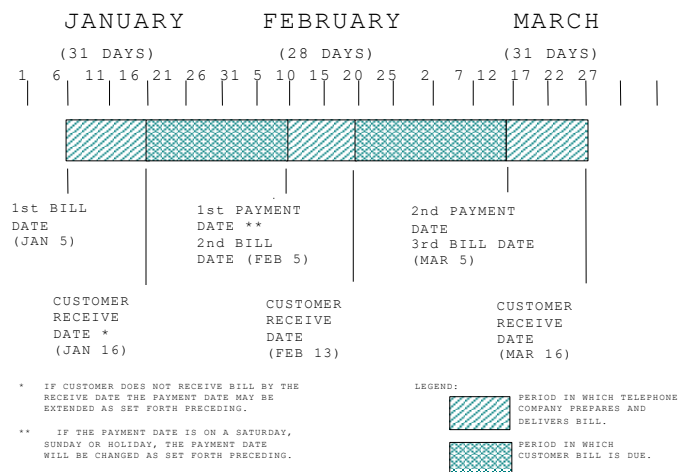 JANUARY FEBRUARY MARCH
(31 DAYS) (28 DAYS) (31 DAYS)
1 6 11 16 21 26 31 5 10 15 20 25 2 7 12 17 22 27
1st BILL
DATE
(JAN 5)
1st PAYMENT
DATE **
2nd BILL
DATE (FEB 5)
2nd PAYMENT
DATE
3rd BILL DATE
(MAR 5)
CUSTOMER
RECEIVE
DATE *
(JAN 16)
CUSTOMER
RECEIVE
DATE
(FEB 13)
CUSTOMER
RECEIVE
DATE
(MAR 16)
* IF CUSTOMER DOES NOT RECEIVE BILL BY THE
RECEIVE DATE THE PAYMENT DATE MAY BE
EXTENDED AS SET FORTH PRECEDING.
** IF THE PAYMENT DATE IS ON A SATURDAY,
SUNDAY OR HOLIDAY, THE PAYMENT DATE
WILL BE CHANGED AS SET FORTH PRECEDING.
LEGEND:
PERIOD IN WHICH TELEPHONE
COMPANY PREPARES AND
DELIVERS BILL.
PERIOD IN WHICH
CUSTOMER BILL IS DUE.